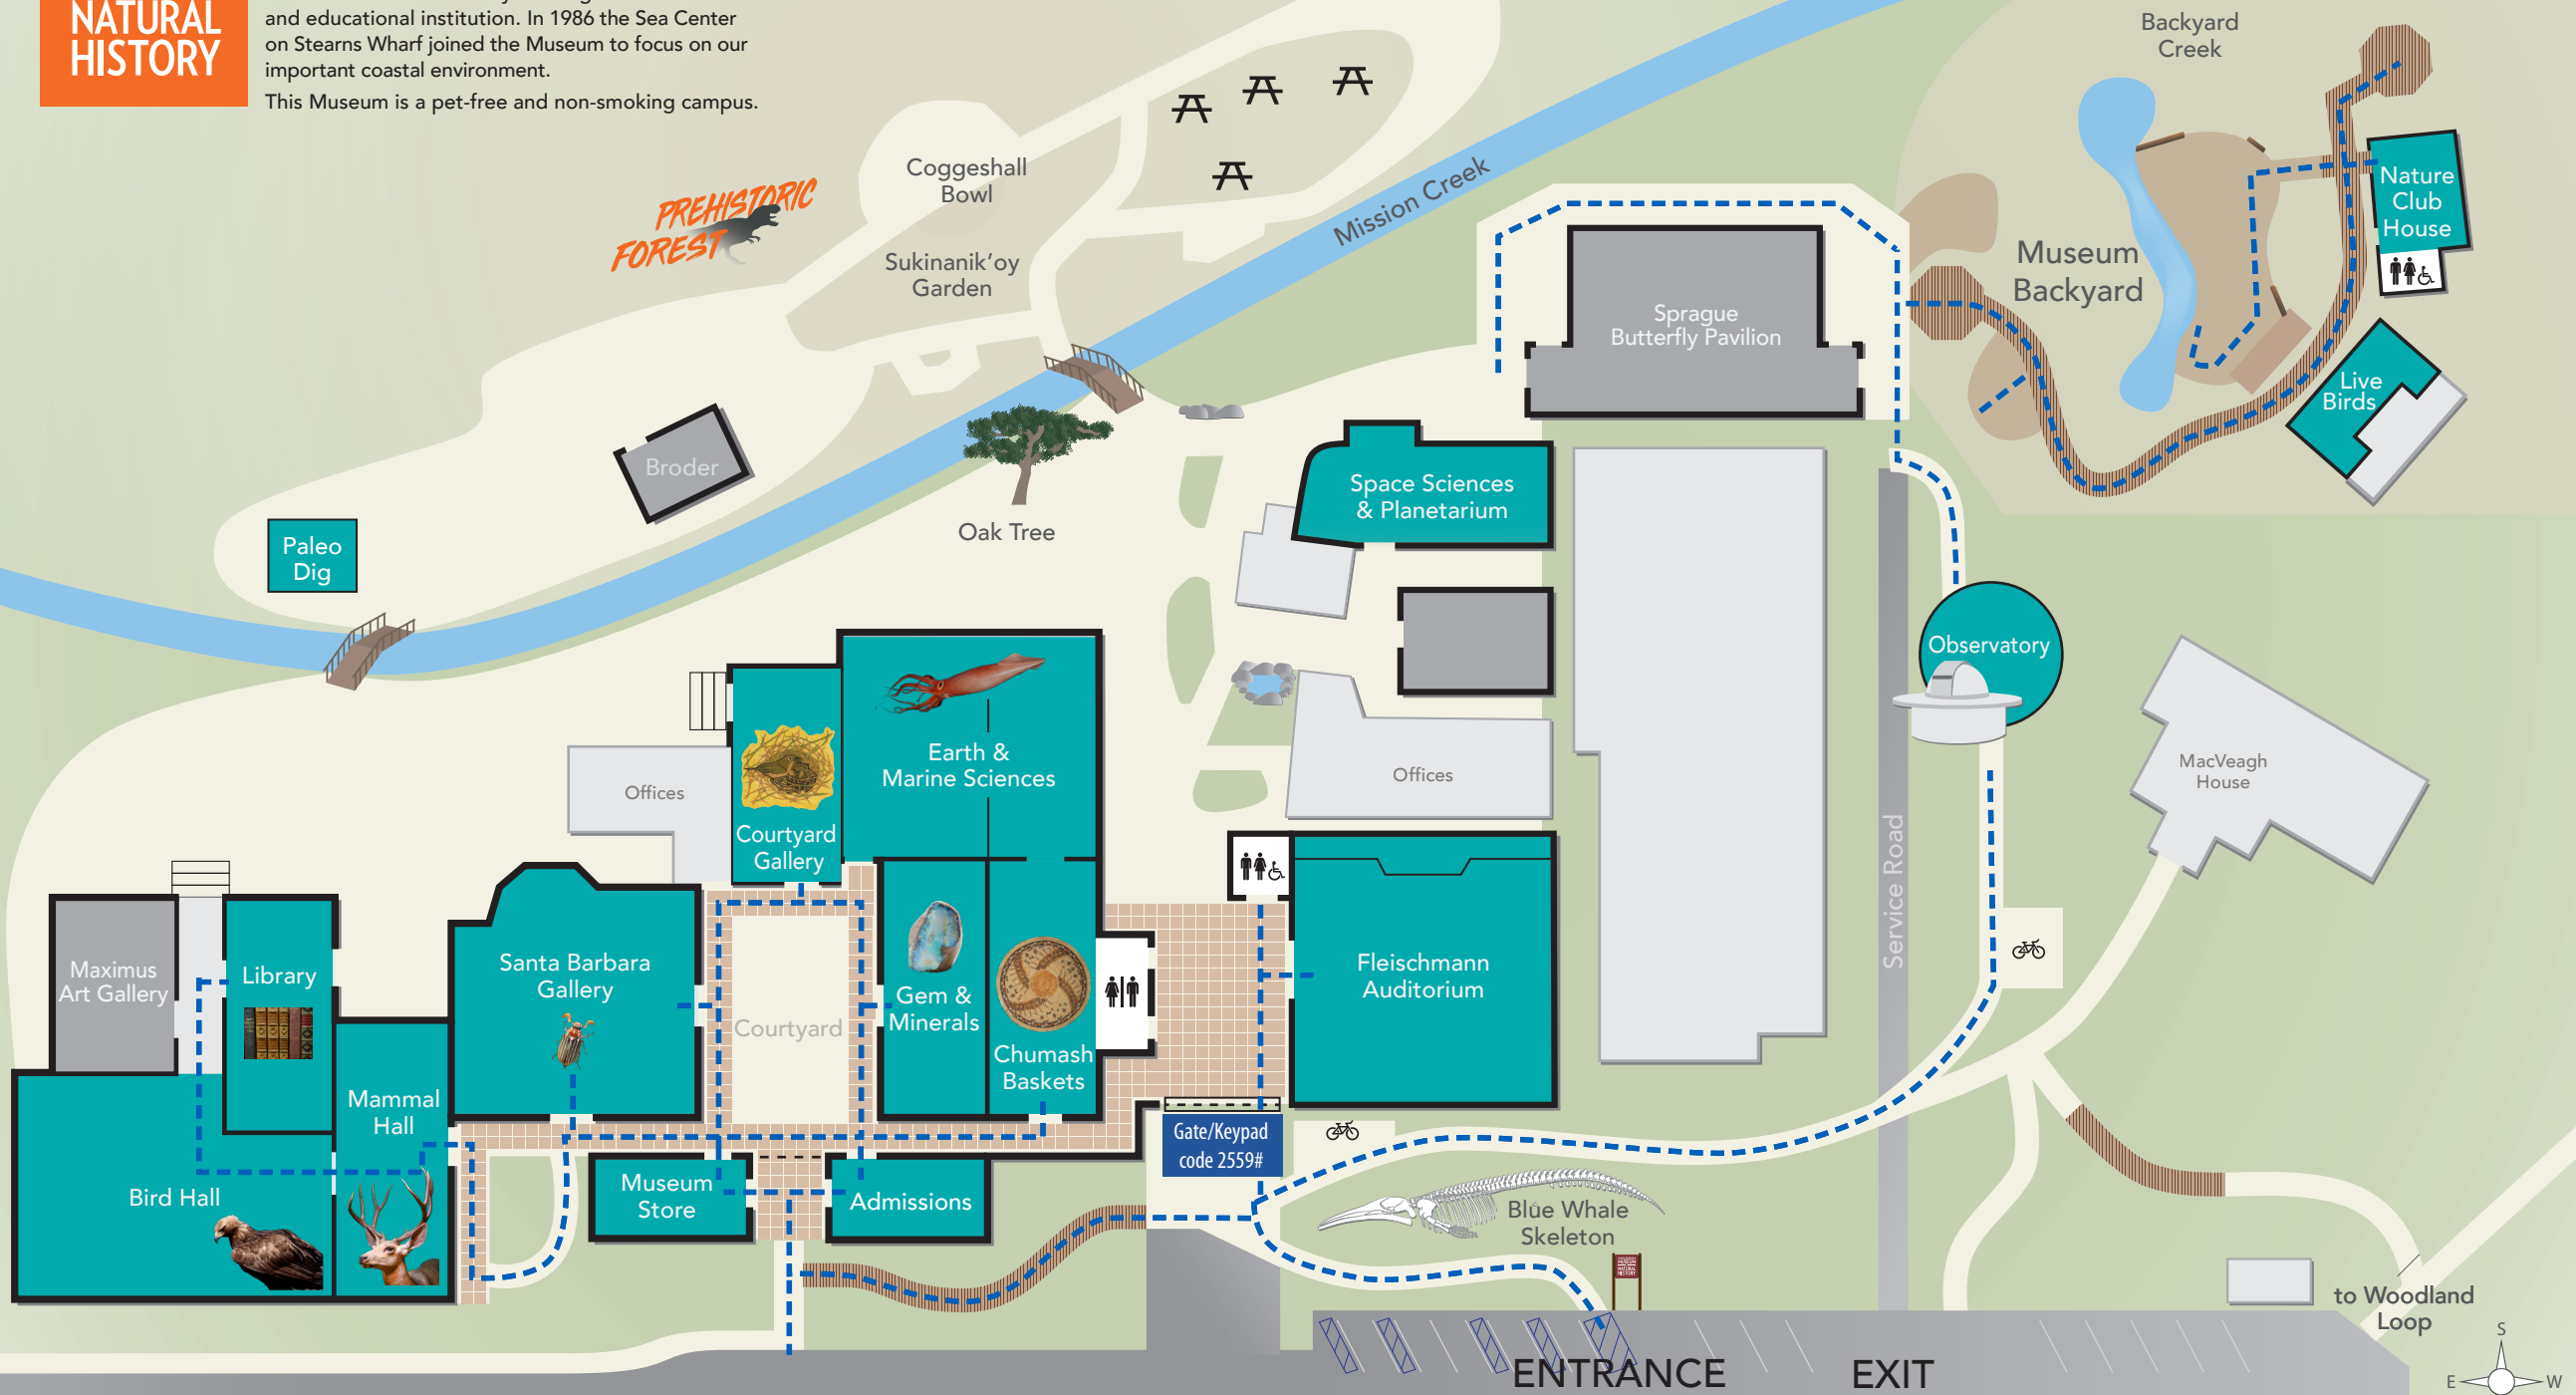 NATURAL
HISTORY
and educational institution. In 1986 the Sea Center
on Stearns Wharf joined the Museum to focus on our
important coastal environment.
This Museum is a pet-free and non-smoking campus.
Backyard
Creek
Coggeshall
Bowl
PREHISTORIC
FOREST
Sukinanik’oy
Garden
Mission Creek
Nature
Club
House
Museum
Backyard
Sprague
Butterfly Pavilion
Live
Birds
Broder
Space Sciences
& Planetarium
Oak Tree
Paleo
Dig
Observatory
Earth &
Marine Sciences
MacVeagh
House
Offices
Offices
Courtyard
Gallery
Service Road
Maximus
Art Gallery
Library
Santa Barbara
Gallery
Gem &
Minerals
Fleischmann
Auditorium
Courtyard
Chumash
Baskets
Mammal
Hall
Gate/Keypad
code 2559#
Bird Hall
Museum
Store
Admissions
Blue Whale
Skeleton
to Woodland
Loop
ENTRANCE
EXIT
S
E
W